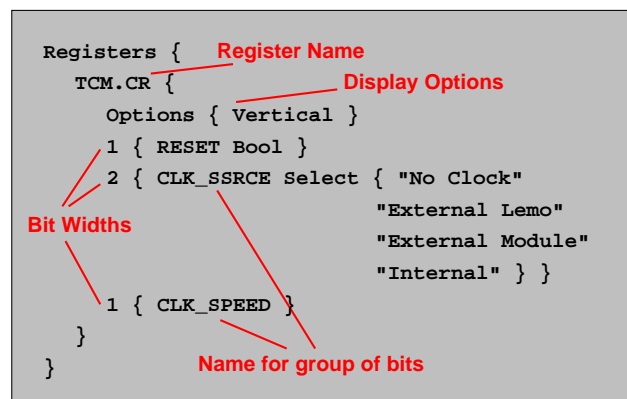 Registers { Register Name
TCM.CR { Display Options
Options { Vertical }
1 { RESET Bool }
2 { CLK_SSRCE Select { "No Clock"
"External Lemo"
Bit Widths
"External Module"
"Internal" } }
1 { CLK_SPEED }
}
} Name for group of bits